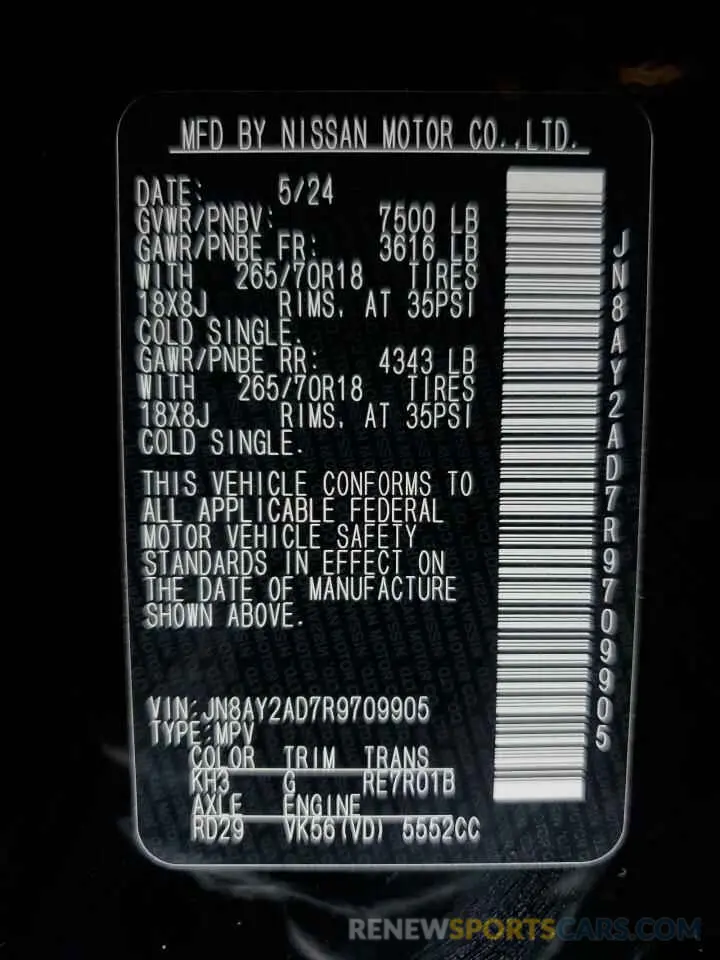 MFD BY NISSAN MOTOR CO.,LTD.
DATE: 5/24
GVWR/PNBV: 7500 LB
GAWR/PNBE FR: 3616 LB
WITH 265/70R18 TIRES
18X8J RIMS. AT 35PSI
COLD SINGLE.
GAWR/PNBE RR: 4343 LB
WITH 265/70R18 TIRES
18X8J RIMS. AT 35PSI
COLD SINGLE.
THIS VEHICLE CONFORMS TO
ALL APPLICABLE FEDERAL
MOTOR VEHICLE SAFETY
STANDARDS IN EFFECT ON
THE DATE OF MANUFACTURE
SHOWN ABOVE.
VIN:JN8AY2AD7R9709905
TYPE:MPV
COLOR TRIM TRANS
KH3 G RE7R01B
AXLE ENGINE
RD29 VK56(VD) 5552CC
JN8AY2AD7R9709905
RENEWSPORTSCARS.COM